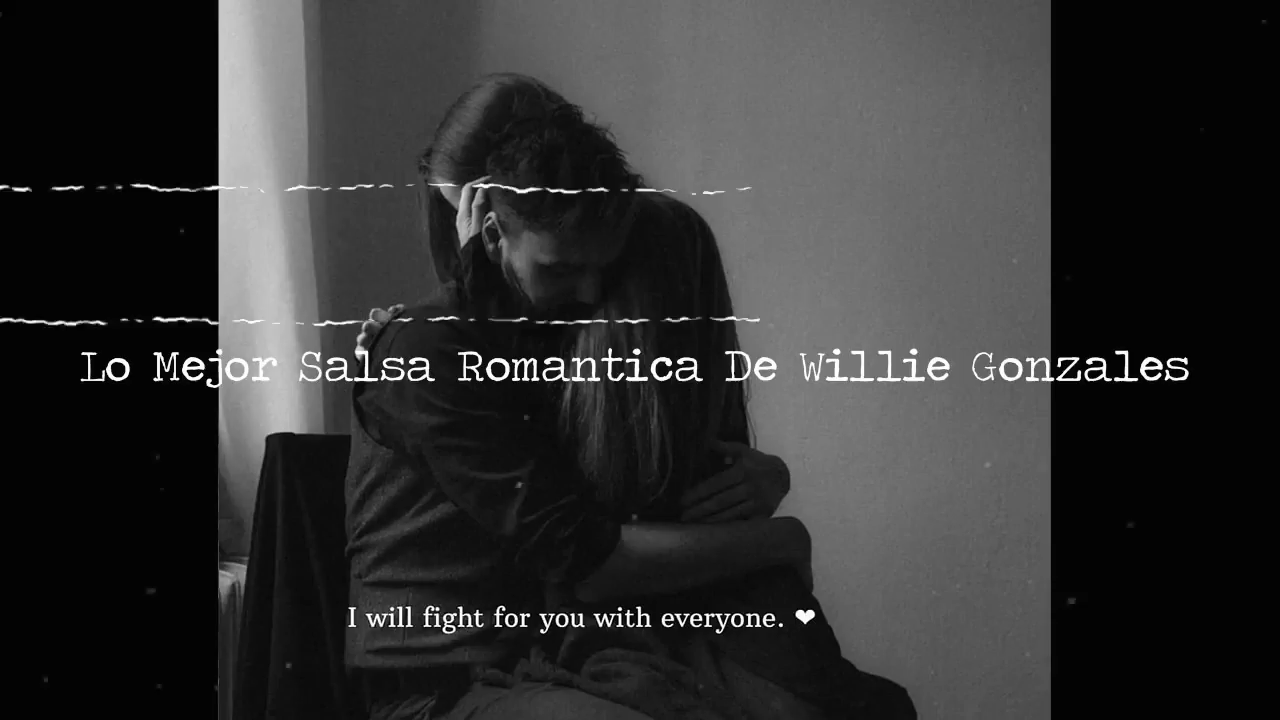 Lo Mejor Salsa Romantica De Willie Gonzales
I will fight for you with everyone. ❤